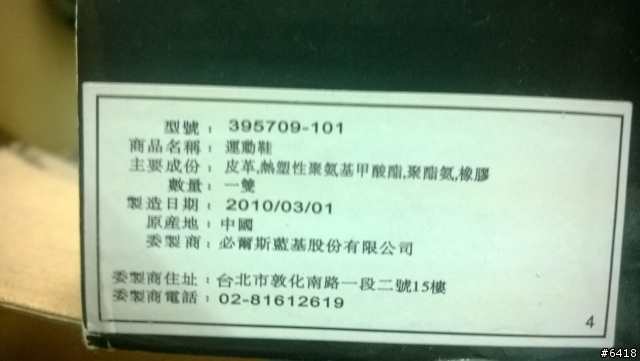 型號： 395709-101
商品名稱： 運動鞋
主要成份： 皮革,熱塑性聚氨基甲酸酯,聚酯氨,橡膠
數量： 一雙
製造日期： 2010/03/01
原產地： 中國
委製商： 必爾斯藍基股份有限公司
委製商住址： 台北市敦化南路一段二號15樓
委製商電話： 02-81612619
4
#6418